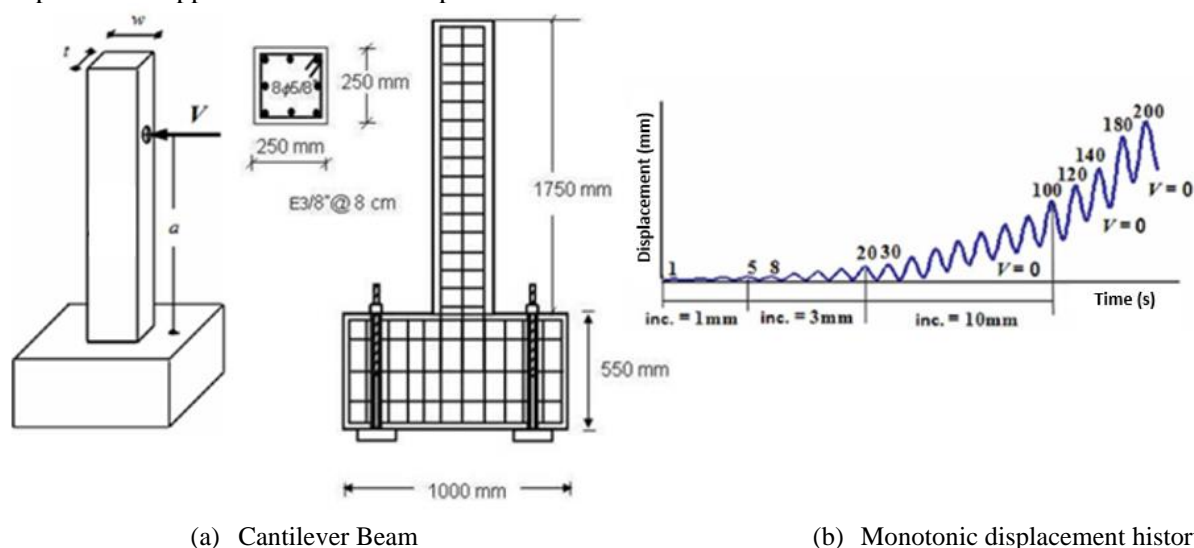 w
t
V
a
8ϕ5/8"
250 mm
250 mm
E3/8"@ 8 cm
1750 mm
550 mm
1000 mm
Displacement (mm)
1
5
8
20
30
100
120
140
180
200
V = 0
V = 0
V = 0
Time (s)
inc. = 1mm
inc. = 3mm
inc. = 10mm
(a) Cantilever Beam
(b) Monotonic displacement histor